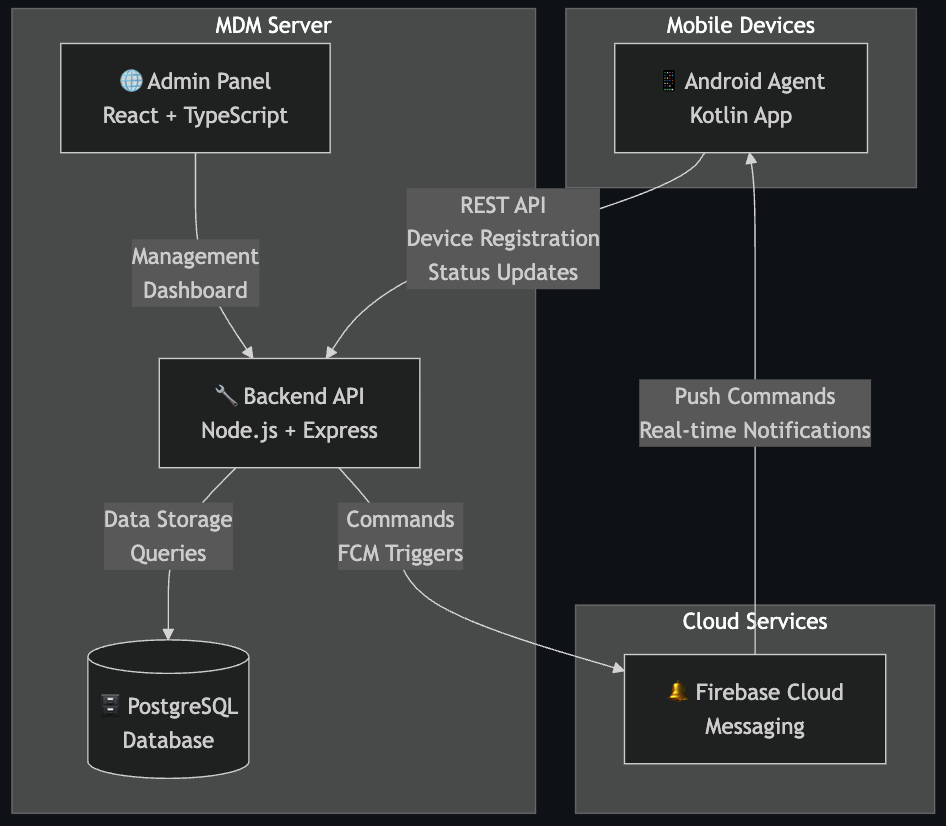 MDM Server
🌐 Admin Panel
React + TypeScript
Management
Dashboard
🔧 Backend API
Node.js + Express
Data Storage
Queries
Commands
FCM Triggers
🗄️ PostgreSQL
Database
Mobile Devices
📱 Android Agent
Kotlin App
REST API
Device Registration
Status Updates
Push Commands
Real-time Notifications
Cloud Services
🔔 Firebase Cloud
Messaging